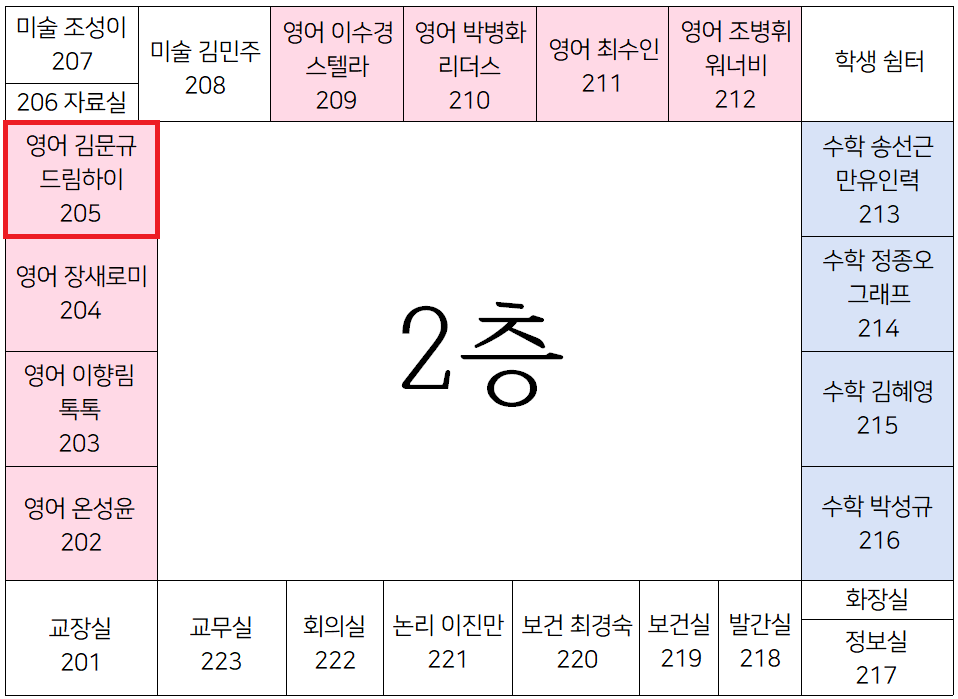 미술 조성이
207
206 자료실
미술 김민주
208
영어 이수경
스텔라
209
영어 박병화
리더스
210
영어 최수인
211
영어 조병휘
워너비
212
학생 쉼터
영어 김문규
드림하이
205
영어 장새로미
204
영어 이향림
톡톡
203
영어 온성윤
202
2층
수학 송선근
만유인력
213
수학 정종오
그래프
214
수학 김혜영
215
수학 박성규
216
교장실
201
교무실
223
회의실
222
논리 이진만
221
보건 최경숙
220
보건실
219
발간실
218
화장실
정보실
217